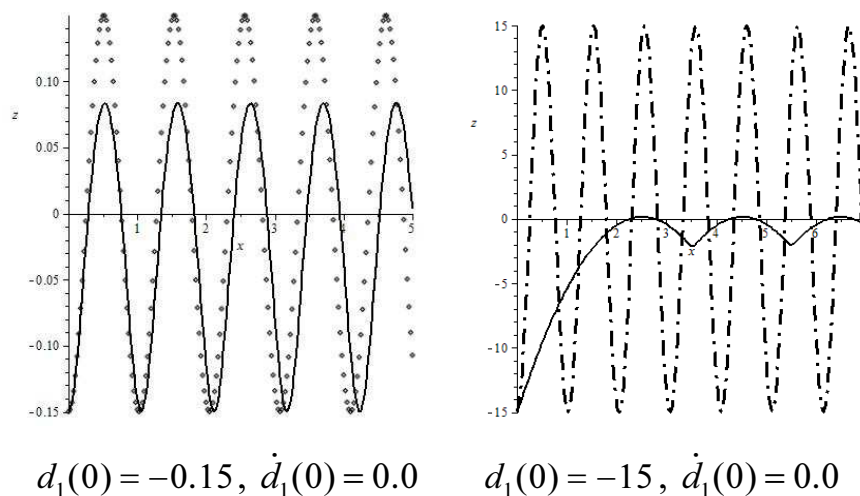 z
0.10
0.05
0
-0.05
-0.10
-0.15
1 2 3 4 5
x
z
15
10
5
0
-5
-10
-15
1 2 3 4 5 6
x
d₁(0) = −0.15, ḋ₁(0) = 0.0
d₁(0) = −15, ḋ₁(0) = 0.0